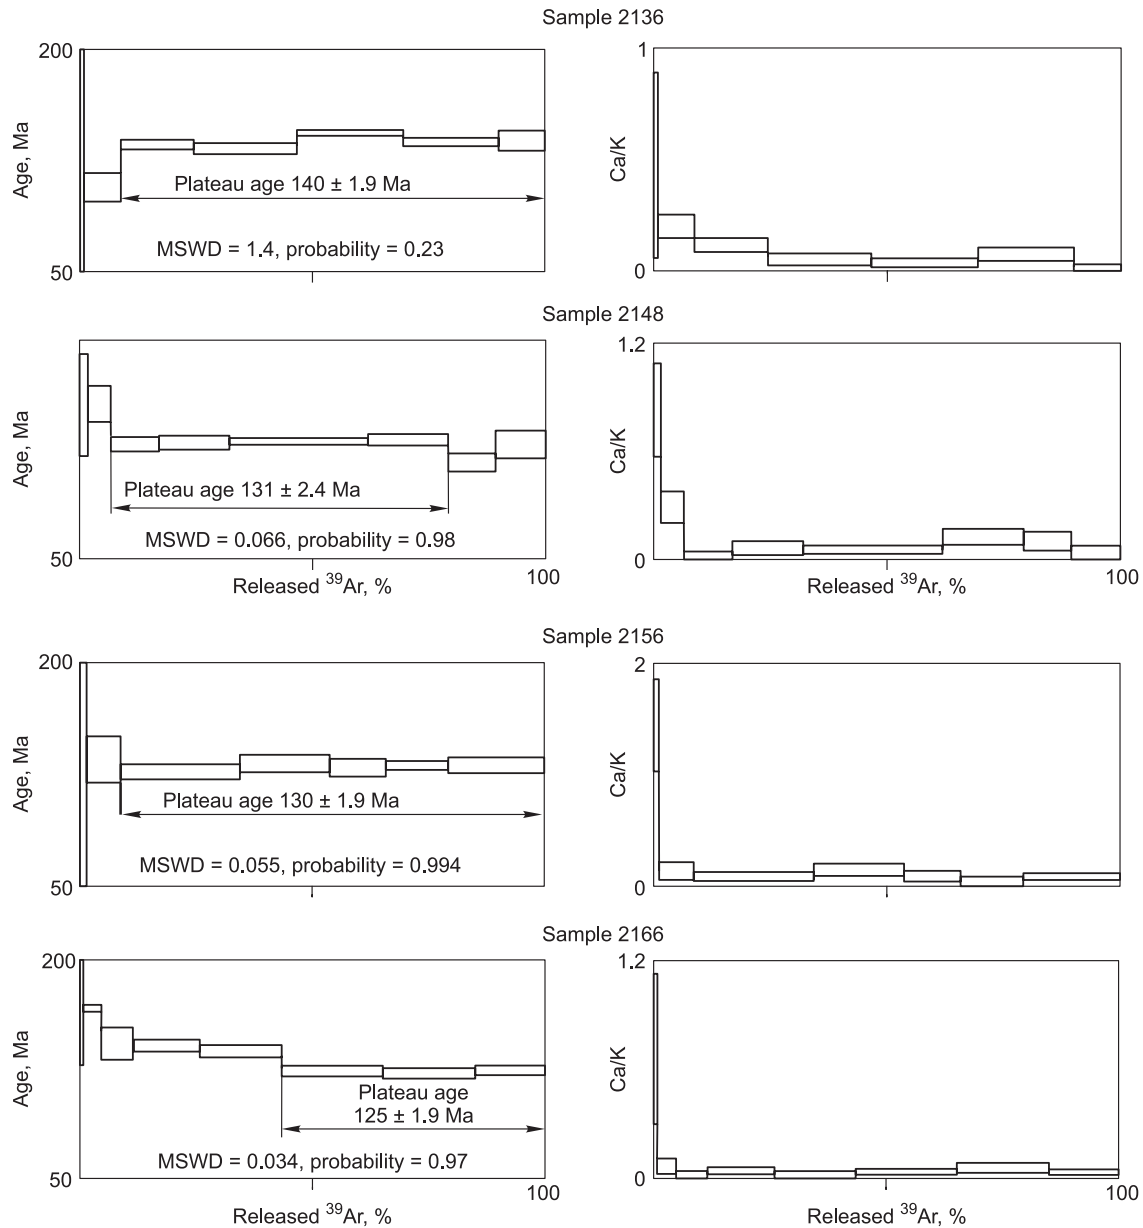 Sample 2136
200
Age, Ma
Plateau age 140 ± 1.9 Ma
MSWD = 1.4, probability = 0.23
50
1
Ca/K
0
Sample 2148
Age, Ma
Plateau age 131 ± 2.4 Ma
MSWD = 0.066, probability = 0.98
50
100
Released ³⁹Ar, %
1.2
Ca/K
0
100
Released ³⁹Ar, %
Sample 2156
200
Age, Ma
Plateau age 130 ± 1.9 Ma
MSWD = 0.055, probability = 0.994
50
2
Ca/K
0
Sample 2166
200
Age, Ma
Plateau age
125 ± 1.9 Ma
MSWD = 0.034, probability = 0.97
50
100
Released ³⁹Ar, %
1.2
Ca/K
0
100
Released ³⁹Ar, %